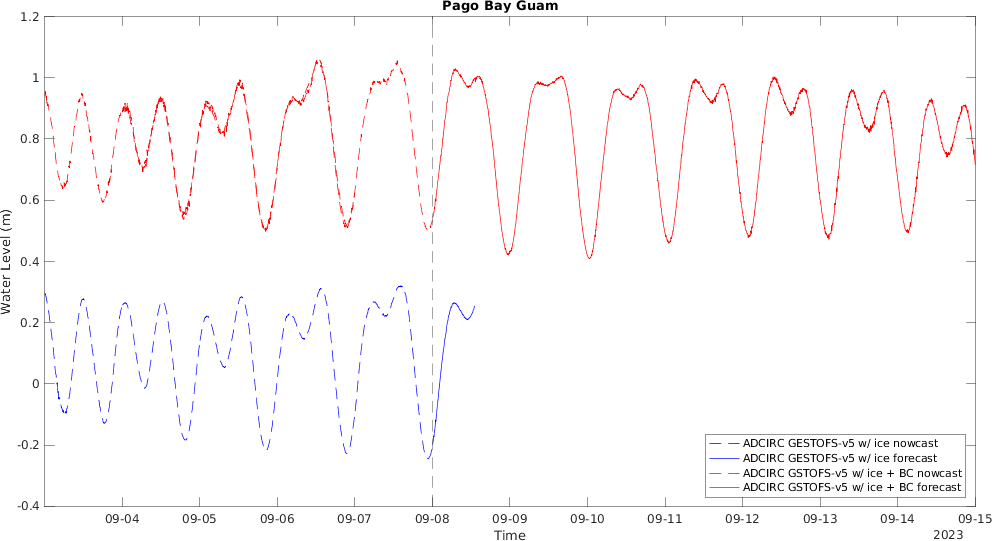 Pago Bay Guam
1.2
1
0.8
0.6
0.4
0.2
0
-0.2
-0.4
Water Level (m)
09-04 09-05 09-06 09-07 09-08 09-09 09-10 09-11 09-12 09-13 09-14 09-15
Time
2023
ADCIRC GESTOFS-v5 w/ ice nowcast
ADCIRC GESTOFS-v5 w/ ice forecast
ADCIRC GSTOFS-v5 w/ ice + BC nowcast
ADCIRC GSTOFS-v5 w/ ice + BC forecast